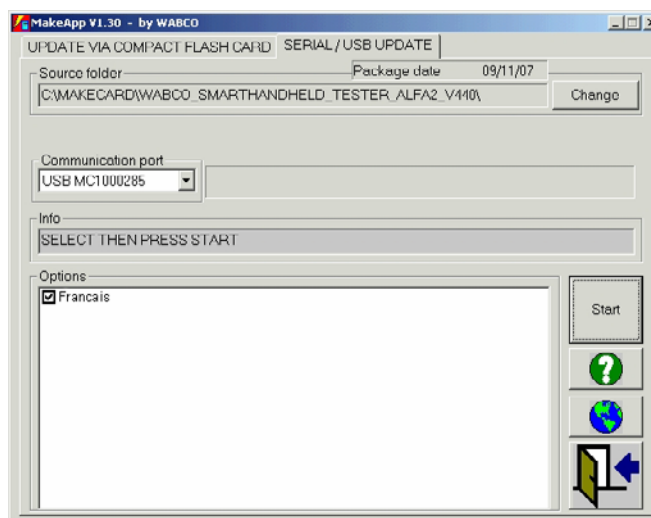 MakeApp V1.30 - by WABCO
UPDATE VIA COMPACT FLASH CARD
SERIAL / USB UPDATE
Source folder
Package date 09/11/07
C:\MAKECARD\WABCO_SMARTHANDHELD_TESTER_ALFA2_V440\
Change
Communication port
USB MC1000285
Info
SELECT THEN PRESS START
Options
Francais
Start